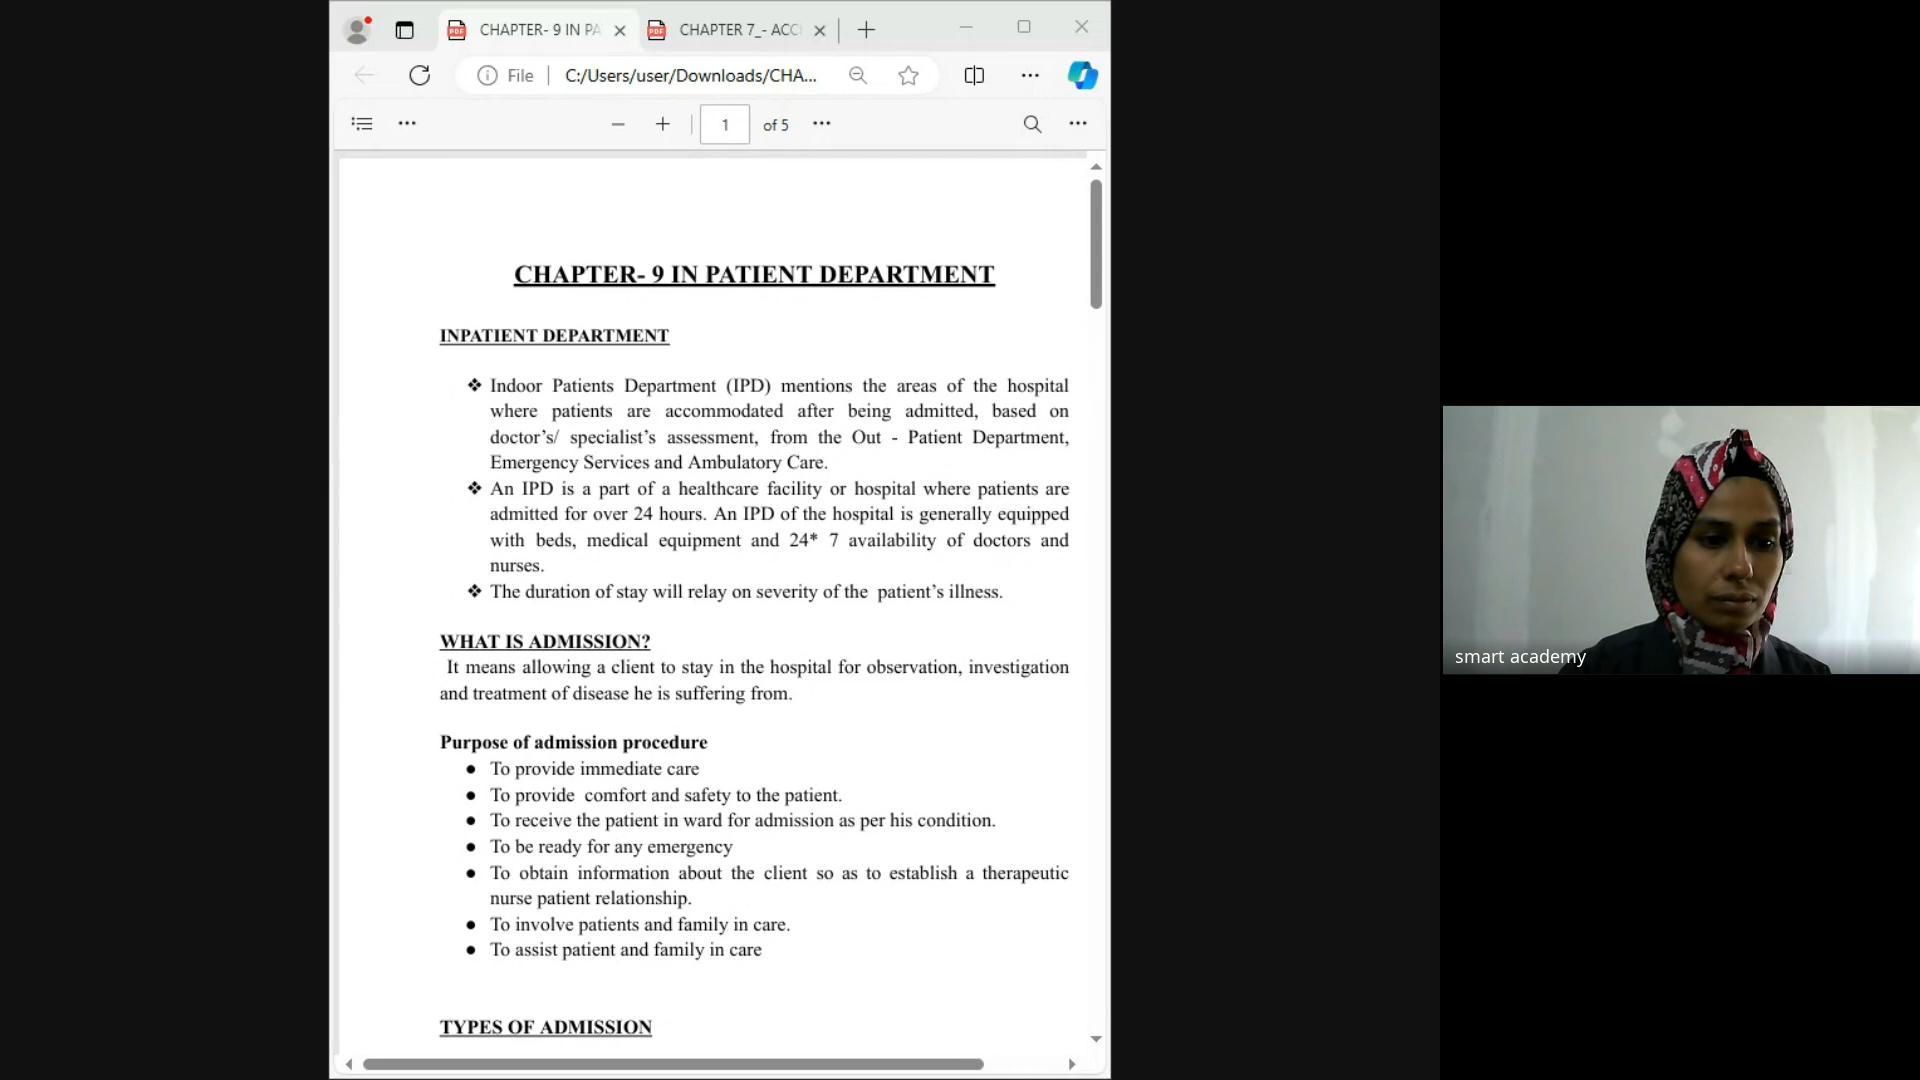 CHAPTER- 9 IN PA
CHAPTER 7_- ACC
File
C:/Users/user/Downloads/CHA...
1 of 5
CHAPTER- 9 IN PATIENT DEPARTMENT
INPATIENT DEPARTMENT
❖ Indoor Patients Department (IPD) mentions the areas of the hospital
where patients are accommodated after being admitted, based on
doctor’s/ specialist’s assessment, from the Out - Patient Department,
Emergency Services and Ambulatory Care.
❖ An IPD is a part of a healthcare facility or hospital where patients are
admitted for over 24 hours. An IPD of the hospital is generally equipped
with beds, medical equipment and 24* 7 availability of doctors and
nurses.
❖ The duration of stay will relay on severity of the patient’s illness.
WHAT IS ADMISSION?
It means allowing a client to stay in the hospital for observation, investigation
and treatment of disease he is suffering from.
Purpose of admission procedure
● To provide immediate care
● To provide comfort and safety to the patient.
● To receive the patient in ward for admission as per his condition.
● To be ready for any emergency
● To obtain information about the client so as to establish a therapeutic
nurse patient relationship.
● To involve patients and family in care.
● To assist patient and family in care
TYPES OF ADMISSION
smart academy